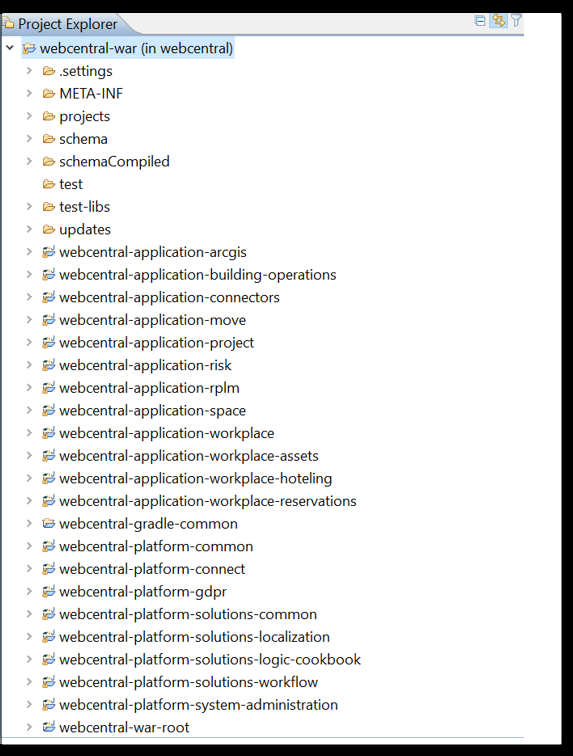 Project Explorer
webcentral-war (in webcentral)
.settings
META-INF
projects
schema
schemaCompiled
test
test-libs
updates
webcentral-application-arcgis
webcentral-application-building-operations
webcentral-application-connectors
webcentral-application-move
webcentral-application-project
webcentral-application-risk
webcentral-application-rplm
webcentral-application-space
webcentral-application-workplace
webcentral-application-workplace-assets
webcentral-application-workplace-hoteling
webcentral-application-workplace-reservations
webcentral-gradle-common
webcentral-platform-common
webcentral-platform-connect
webcentral-platform-gdpr
webcentral-platform-solutions-common
webcentral-platform-solutions-localization
webcentral-platform-solutions-logic-cookbook
webcentral-platform-solutions-workflow
webcentral-platform-system-administration
webcentral-war-root